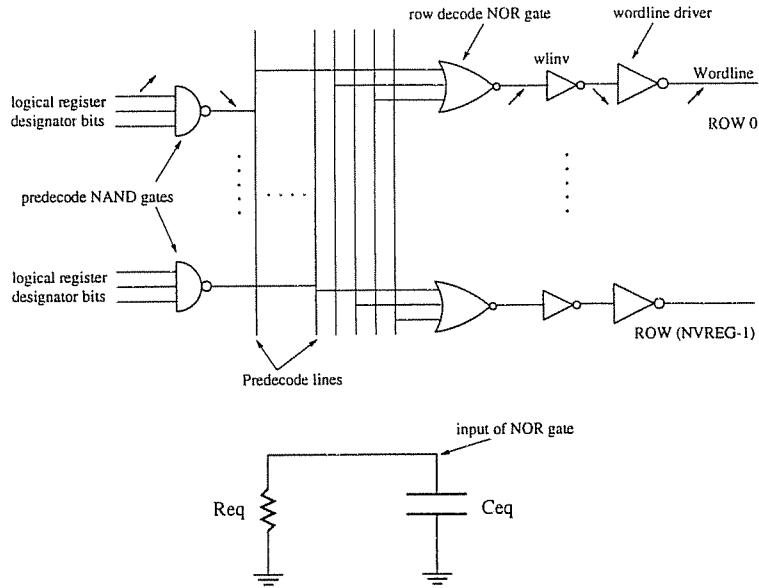 row decode NOR gate
wordline driver
wlinv
Wordline
logical register
designator bits
ROW 0
predecode NAND gates
logical register
designator bits
ROW (NVREG-1)
Predecode lines
input of NOR gate
Req
Ceq